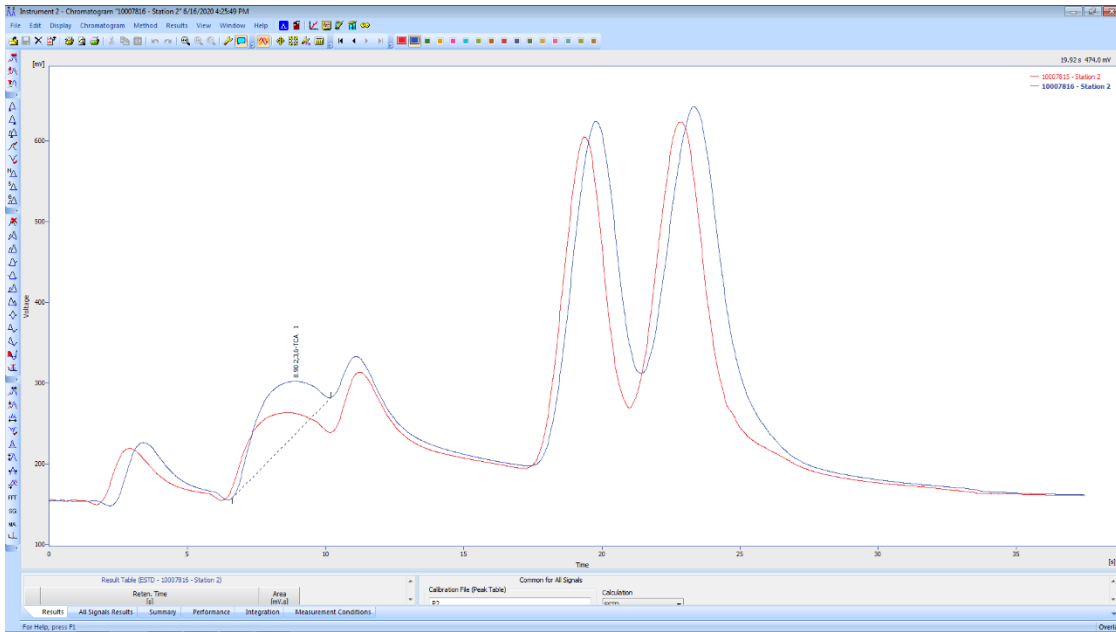 Instrument 2 - Chromatogram "10007816 - Station 2" 6/16/2020 4:25:49 PM
File Edit Display Chromatogram Method Results View Window Help
19.92 s 474.0 mV
[mV]
10007815 - Station 2
10007816 - Station 2
600
500
400
300
200
100
Voltage
8.90 2,3,6-TCA 1
0 5 10 15 20 25 30 35
Time [s]
Result Table (ESTD - 10007816 - Station 2)
Reten. Time
[s]
Area
[mV.s]
Common for All Signals
Calibration File (Peak Table)
Calculation
P2
ESTD
Results All Signals Results Summary Performance Integration Measurement Conditions
For Help, press F1
Overla